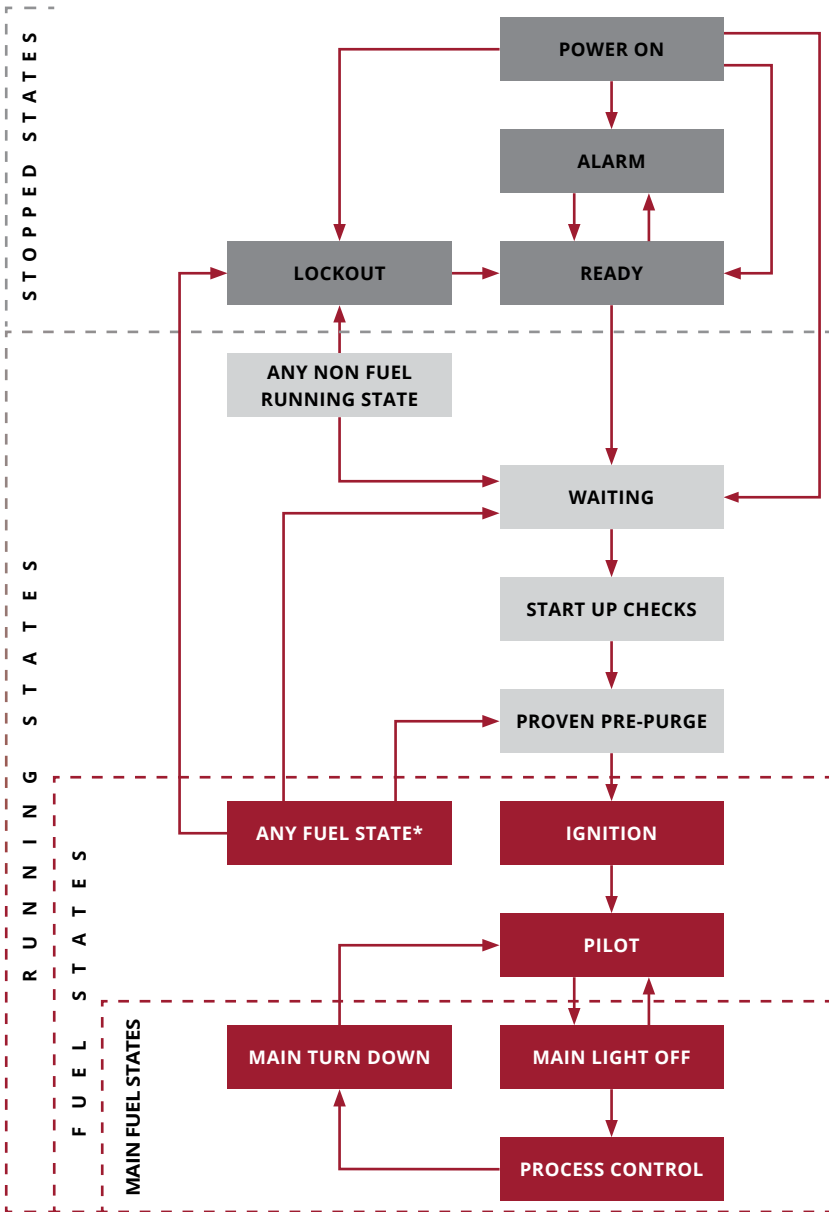 STOPPED STATES
POWER ON
ALARM
LOCKOUT
READY
RUNNING STATES
ANY NON FUEL
RUNNING STATE
WAITING
START UP CHECKS
PROVEN PRE-PURGE
FUEL STATES
ANY FUEL STATE*
IGNITION
PILOT
MAIN FUEL STATES
MAIN TURN DOWN
MAIN LIGHT OFF
PROCESS CONTROL